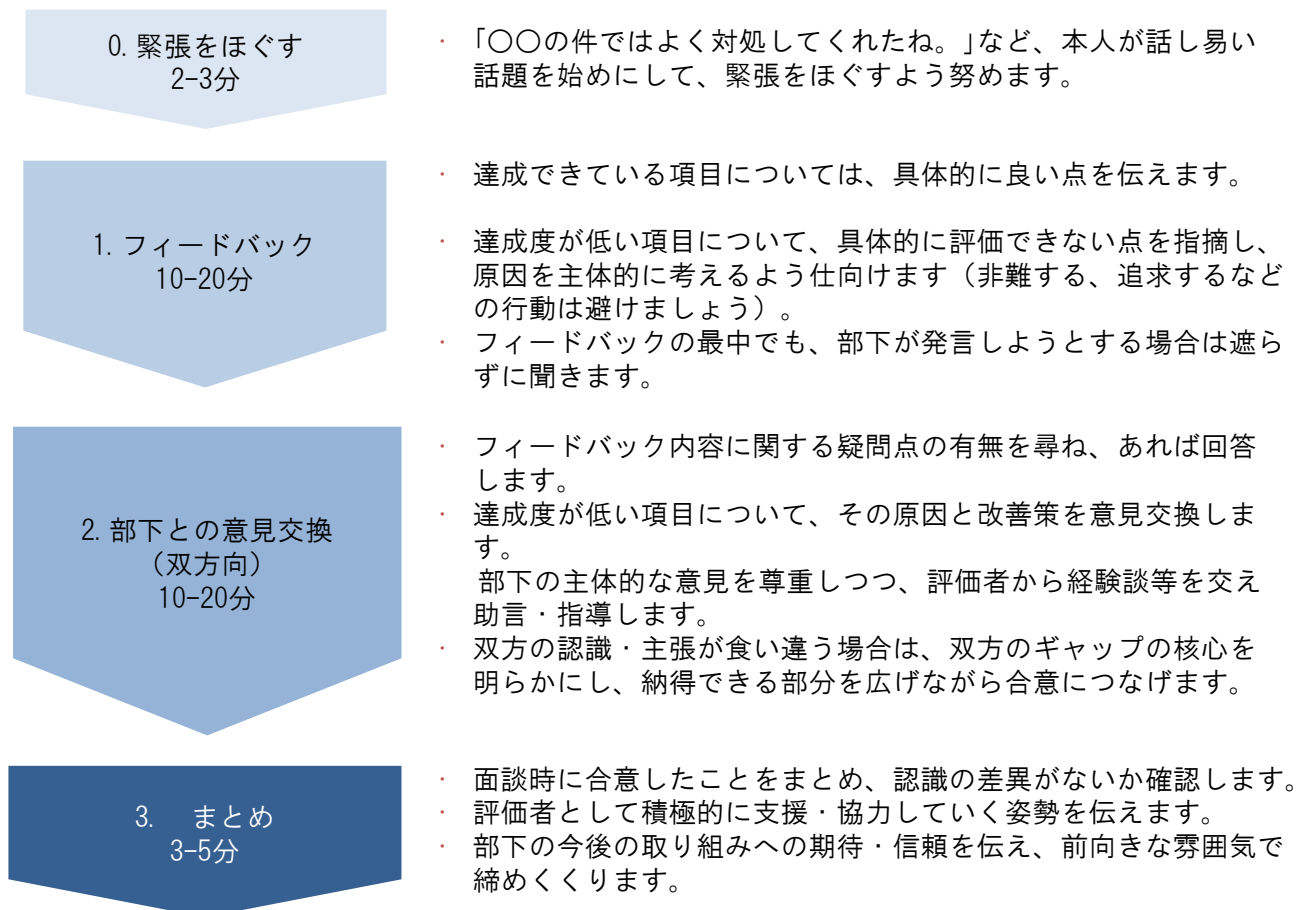 0. 緊張をほぐす
2-3分
・ 「〇〇の件ではよく対処してくれたね。」など、本人が話し易い
話題を始めにして、緊張をほぐすよう努めます。
1. フィードバック
10-20分
・ 達成できている項目については、具体的に良い点を伝えます。
・ 達成度が低い項目について、具体的に評価できない点を指摘し、
原因を主体的に考えるよう仕向けます（非難する、追求するなど
の行動は避けましょう）。
・ フィードバックの最中でも、部下が発言しようとする場合は遮ら
ずに聞きます。
2. 部下との意見交換
（双方向）
10-20分
・ フィードバック内容に関する疑問点の有無を尋ね、あれば回答
します。
・ 達成度が低い項目について、その原因と改善策を意見交換しま
す。
部下の主体的な意見を尊重しつつ、評価者から経験談等を交え
助言・指導します。
・ 双方の認識・主張が食い違う場合は、双方のギャップの核心を
明らかにし、納得できる部分を広げながら合意につなげます。
3. まとめ
3-5分
・ 面談時に合意したことをまとめ、認識の差異がないか確認します。
・ 評価者として積極的に支援・協力していく姿勢を伝えます。
・ 部下の今後の取り組みへの期待・信頼を伝え、前向きな雰囲気で
締めくくります。